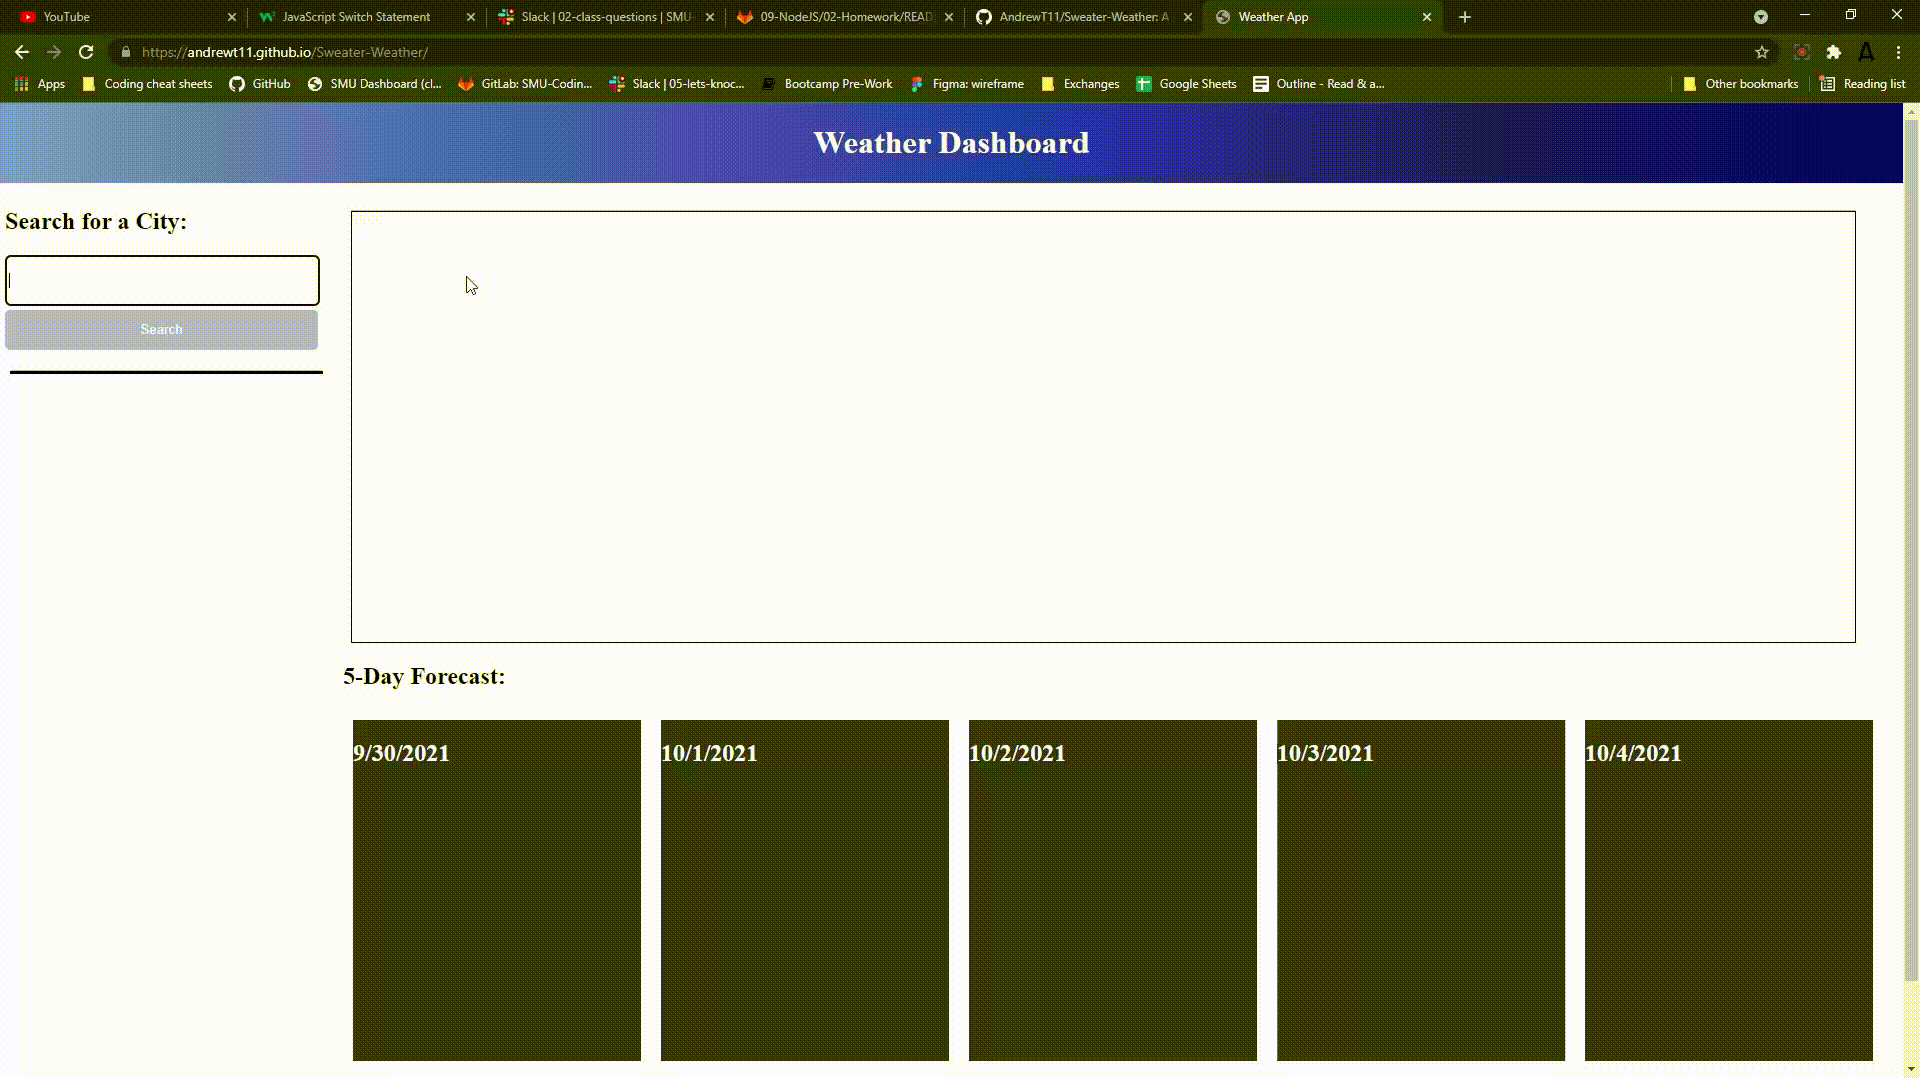 YouTube
JavaScript Switch Statement
Slack | 02-class-questions | SMU-
09-NodeJS/02-Homework/READ
AndrewT11/Sweater-Weather: A
Weather App
https://andrewt11.github.io/Sweater-Weather/
Apps
Coding cheat sheets
GitHub
SMU Dashboard (cl...
GitLab: SMU-Codin...
Slack | 05-lets-knoc...
Bootcamp Pre-Work
Figma: wireframe
Exchanges
Google Sheets
Outline - Read & a...
Other bookmarks
Reading list
Weather Dashboard
Search for a City:
Search
5-Day Forecast:
9/30/2021
10/1/2021
10/2/2021
10/3/2021
10/4/2021